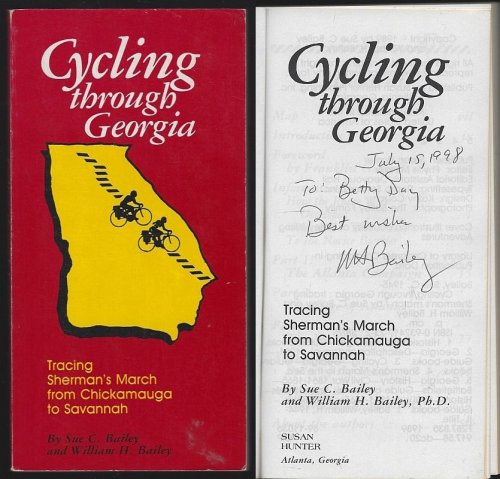 Cycling
through
Georgia
Tracing
Sherman's March
from Chickamauga
to Savannah
By Sue C. Bailey
and William H. Bailey
Cycling
through
Georgia
July 15, 1998
To: Betty Day
Best wishes
WH Bailey
Tracing
Sherman's March
from Chickamauga
to Savannah
By Sue C. Bailey
and William H. Bailey, Ph.D.
SUSAN
HUNTER
Atlanta, Georgia